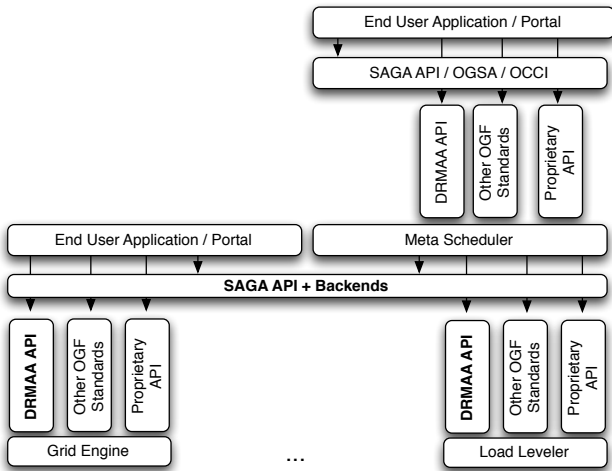 End User Application / Portal
SAGA API / OGSA / OCCI
DRMAA API
Other OGF
Standards
Proprietary
API
End User Application / Portal
Meta Scheduler
SAGA API + Backends
DRMAA API
Other OGF
Standards
Proprietary
API
DRMAA API
Other OGF
Standards
Proprietary
API
Grid Engine
...
Load Leveler